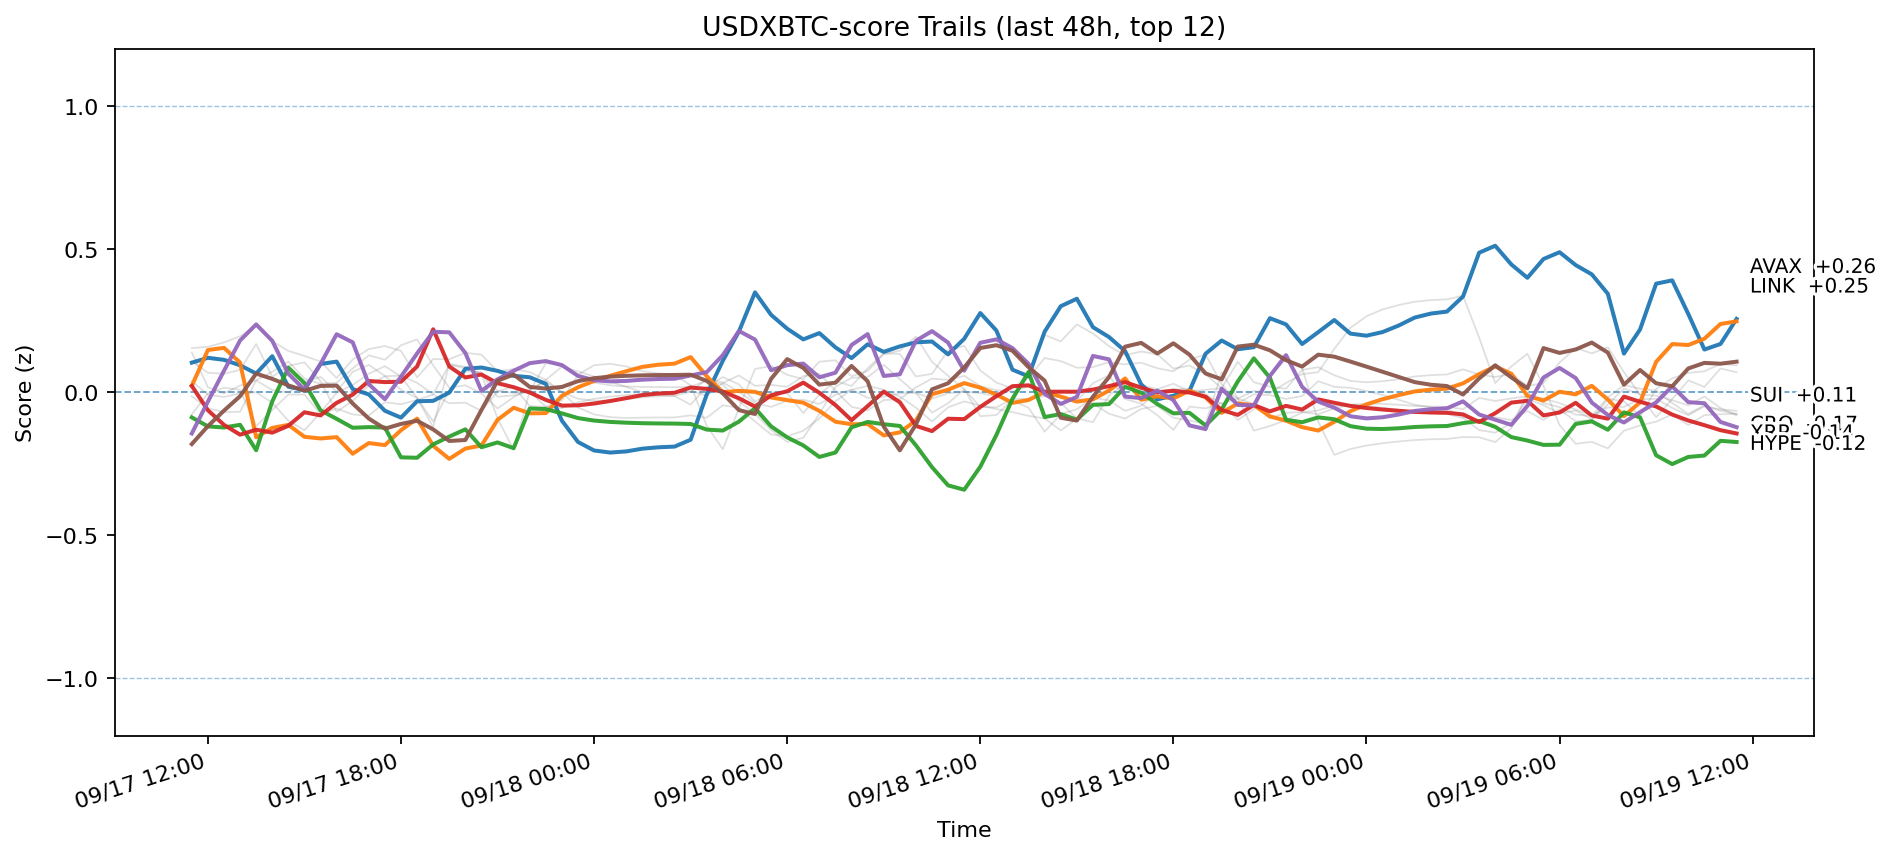 USDXBTC-score Trails (last 48h, top 12)
Score (z)
1.0
0.5
0.0
−0.5
−1.0
AVAX +0.26
LINK +0.25
SUI +0.11
HYPE -0.12
09/17 12:00
09/17 18:00
09/18 00:00
09/18 06:00
09/18 12:00
09/18 18:00
09/19 00:00
09/19 06:00
09/19 12:00
Time